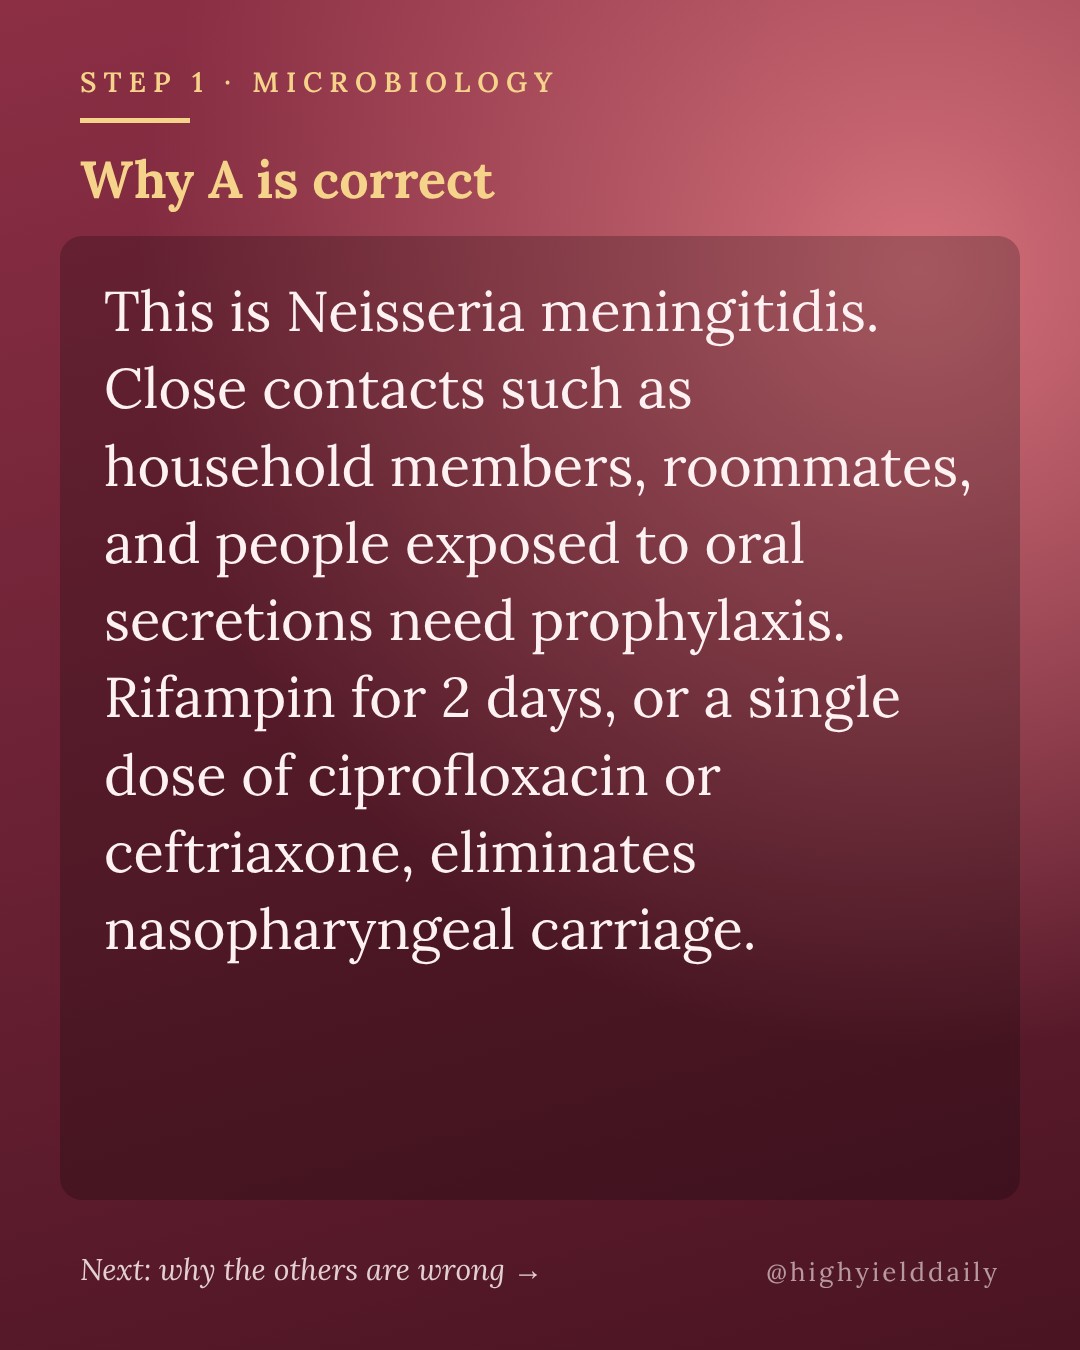 STEP 1 · MICROBIOLOGY
Why A is correct
This is Neisseria meningitidis.
Close contacts such as
household members, roommates,
and people exposed to oral
secretions need prophylaxis.
Rifampin for 2 days, or a single
dose of ciprofloxacin or
ceftriaxone, eliminates
nasopharyngeal carriage.
Next: why the others are wrong →
@highyielddaily